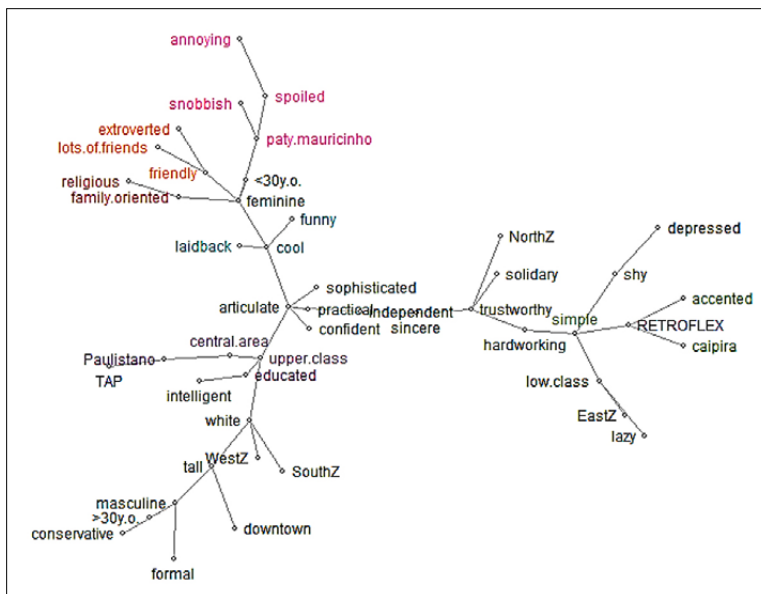 annoying
spoiled
snobbish
extroverted
paty.mauricinho
lots.of.friends
friendly
<30y.o.
religious
family.oriented
feminine
funny
depressed
NorthZ
laidback
cool
solidary
shy
sophisticated
accented
articulate
practical
independent
trustworthy
simple
RETROFLEX
confident
sincere
hardworking
caipira
central.area
Paulistano
upper.class
TAP
educated
low.class
intelligent
white
EastZ
lazy
WestZ
tall
SouthZ
masculine
>30y.o.
conservative
downtown
formal